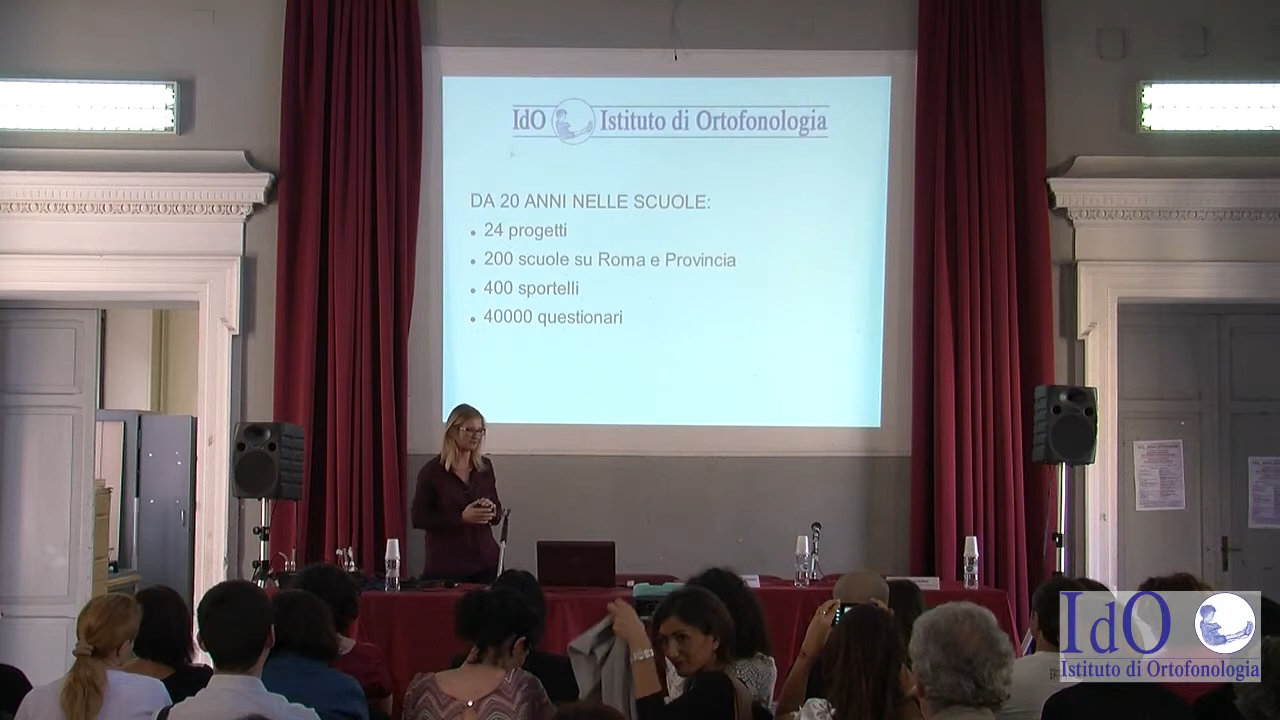 IdO Istituto di Ortofonologia
DA 20 ANNI NELLE SCUOLE:
• 24 progetti
• 200 scuole su Roma e Provincia
• 400 sportelli
• 40000 questionari
IdO
Istituto di Ortofonologia